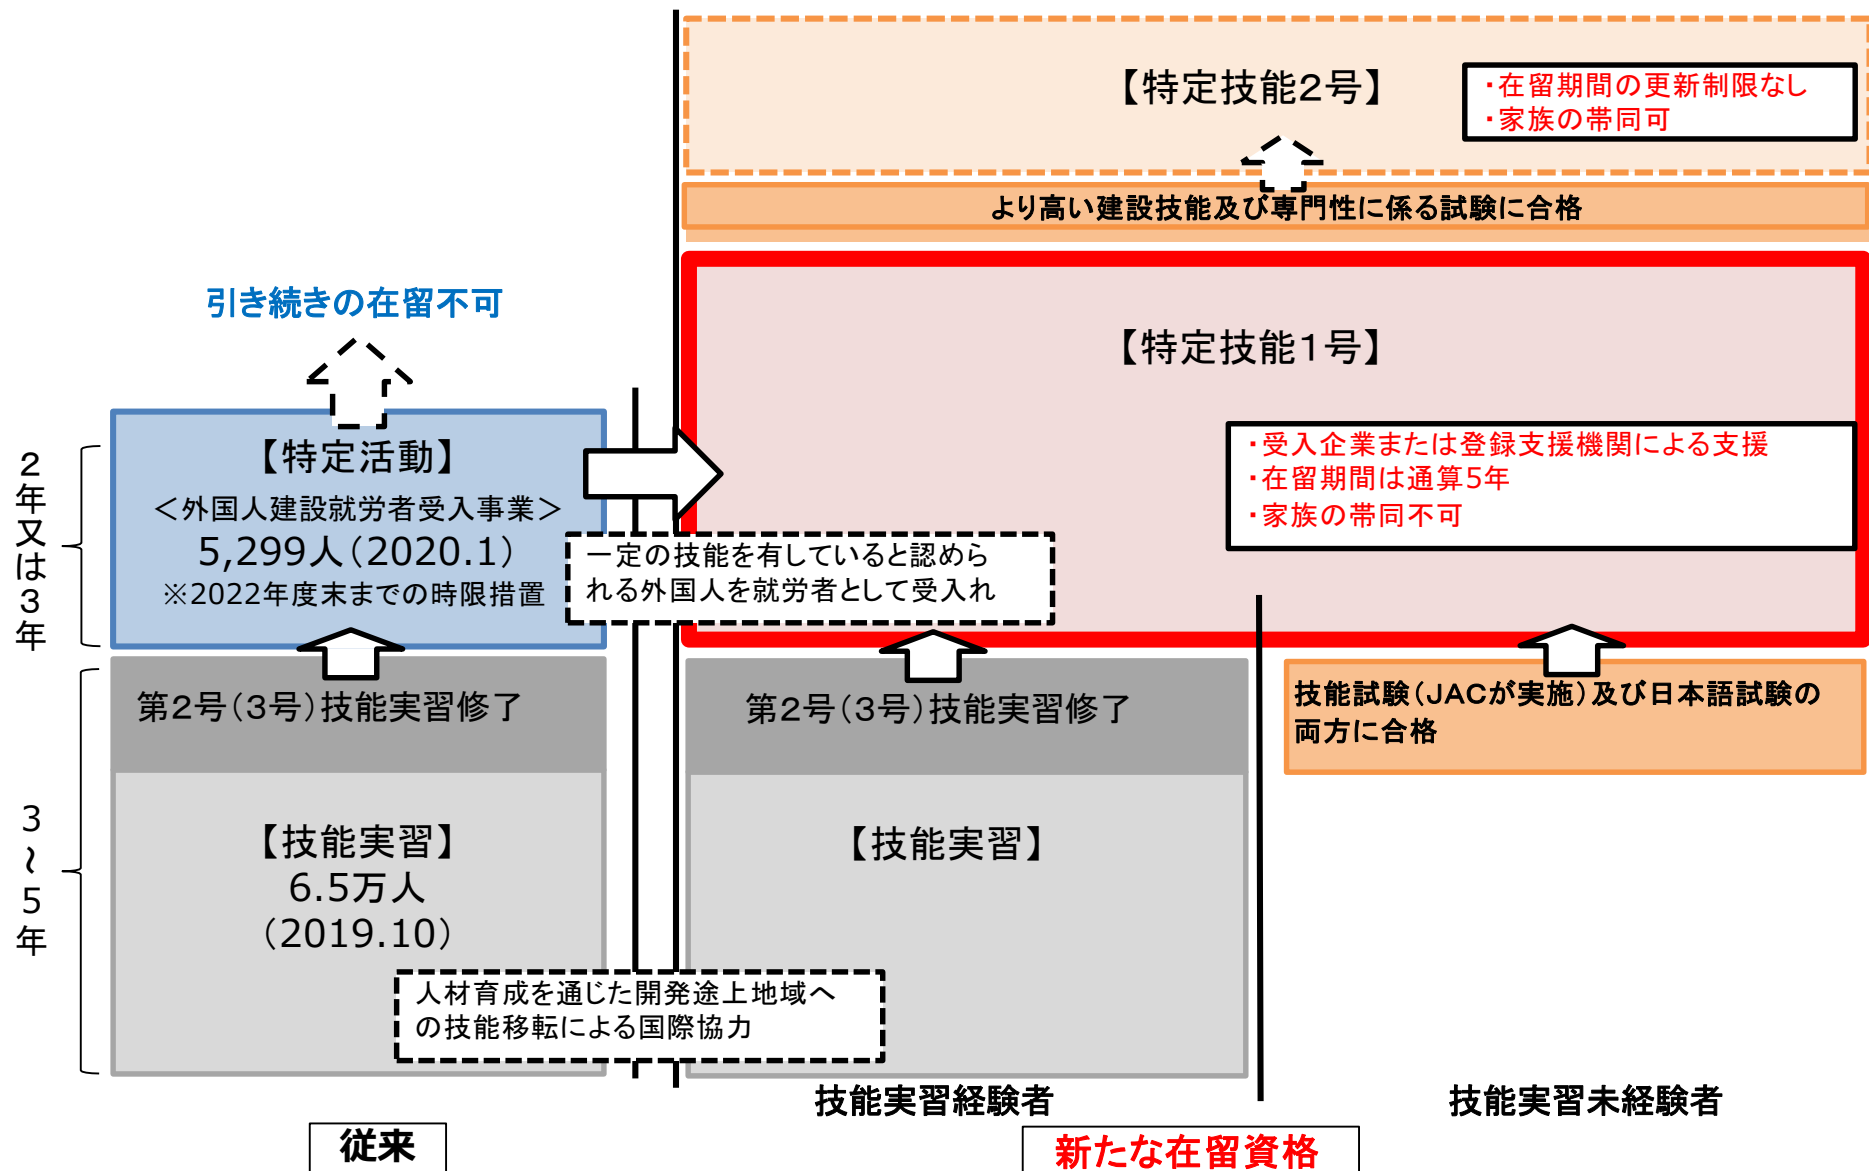 【特定技能2号】
・在留期間の更新制限なし
・家族の帯同可
より高い建設技能及び専門性に係る試験に合格
引き続きの在留不可
【特定技能1号】
・受入企業または登録支援機関による支援
・在留期間は通算5年
・家族の帯同不可
2年又は3年
【特定活動】
＜外国人建設就労者受入事業＞
5,299人(2020.1)
※2022年度末までの時限措置
一定の技能を有していると認めら
れる外国人を就労者として受入れ
第2号(3号)技能実習修了
第2号(3号)技能実習修了
技能試験(JACが実施)及び日本語試験の
両方に合格
3～5年
【技能実習】
6.5万人
(2019.10)
【技能実習】
人材育成を通じた開発途上地域へ
の技能移転による国際協力
技能実習経験者
技能実習未経験者
従来
新たな在留資格